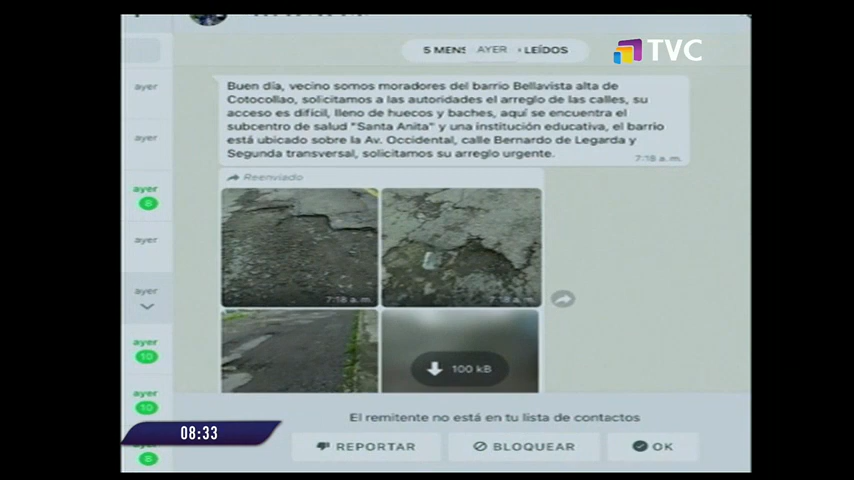 5 MENS
AYER
LEÍDOS
TVC
ayer
ayer
ayer
8
ayer
ayer
ayer
10
ayer
10
8
Buen día, vecino somos moradores del barrio Bellavista alta de
Cotocollao, solicitamos a las autoridades el arreglo de las calles, su
acceso es difícil, lleno de huecos y baches, aquí se encuentra el
subcentro de salud "Santa Anita" y una institución educativa, el barrio
está ubicado sobre la Av. Occidental, calle Bernardo de Legarda y
Segunda transversal, solicitamos su arreglo urgente.
7:18 a. m.
Reenviado
7:18 a. m.
7:18 a. m.
100 kB
El remitente no está en tu lista de contactos
REPORTAR
BLOQUEAR
OK
08:33